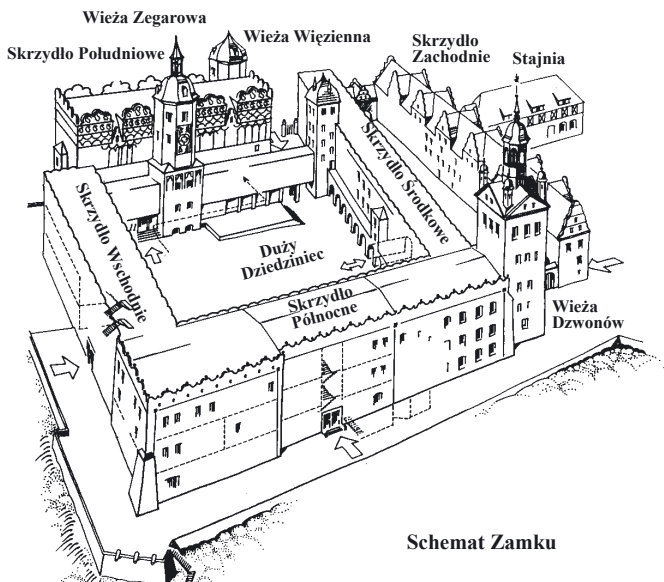 Wieża Zegarowa
Skrzydło Południowe
Wieża Więzienna
Skrzydło
Zachodnie
Stajnia
Skrzydło Środkowe
Skrzydło Wschodnie
Duży
Dziedziniec
Skrzydło
Północne
Wieża
Dzwonów
Schemat Zamku